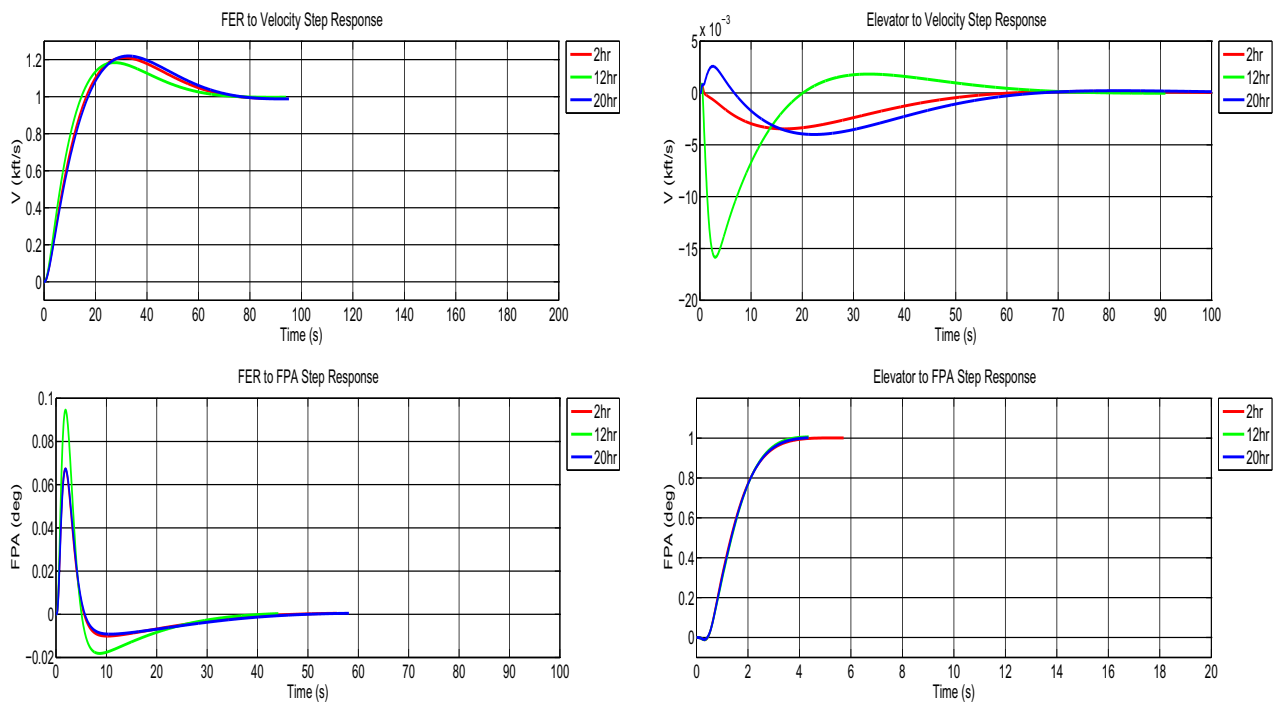 FER to Velocity Step Response
V (kft/s)
1.2
1
0.8
0.6
0.4
0.2
0
0 20 40 60 80 100 120 140 160 180 200
Time (s)
2hr
12hr
20hr
Elevator to Velocity Step Response
x 10⁻³
V (kft/s)
5
0
−5
−10
−15
−20
0 10 20 30 40 50 60 70 80 90 100
Time (s)
2hr
12hr
20hr
FER to FPA Step Response
FPA (deg)
0.1
0.08
0.06
0.04
0.02
0
−0.02
0 10 20 30 40 50 60 70 80 90 100
Time (s)
2hr
12hr
20hr
Elevator to FPA Step Response
FPA (deg)
1
0.8
0.6
0.4
0.2
0
0 2 4 6 8 10 12 14 16 18 20
Time (s)
2hr
12hr
20hr